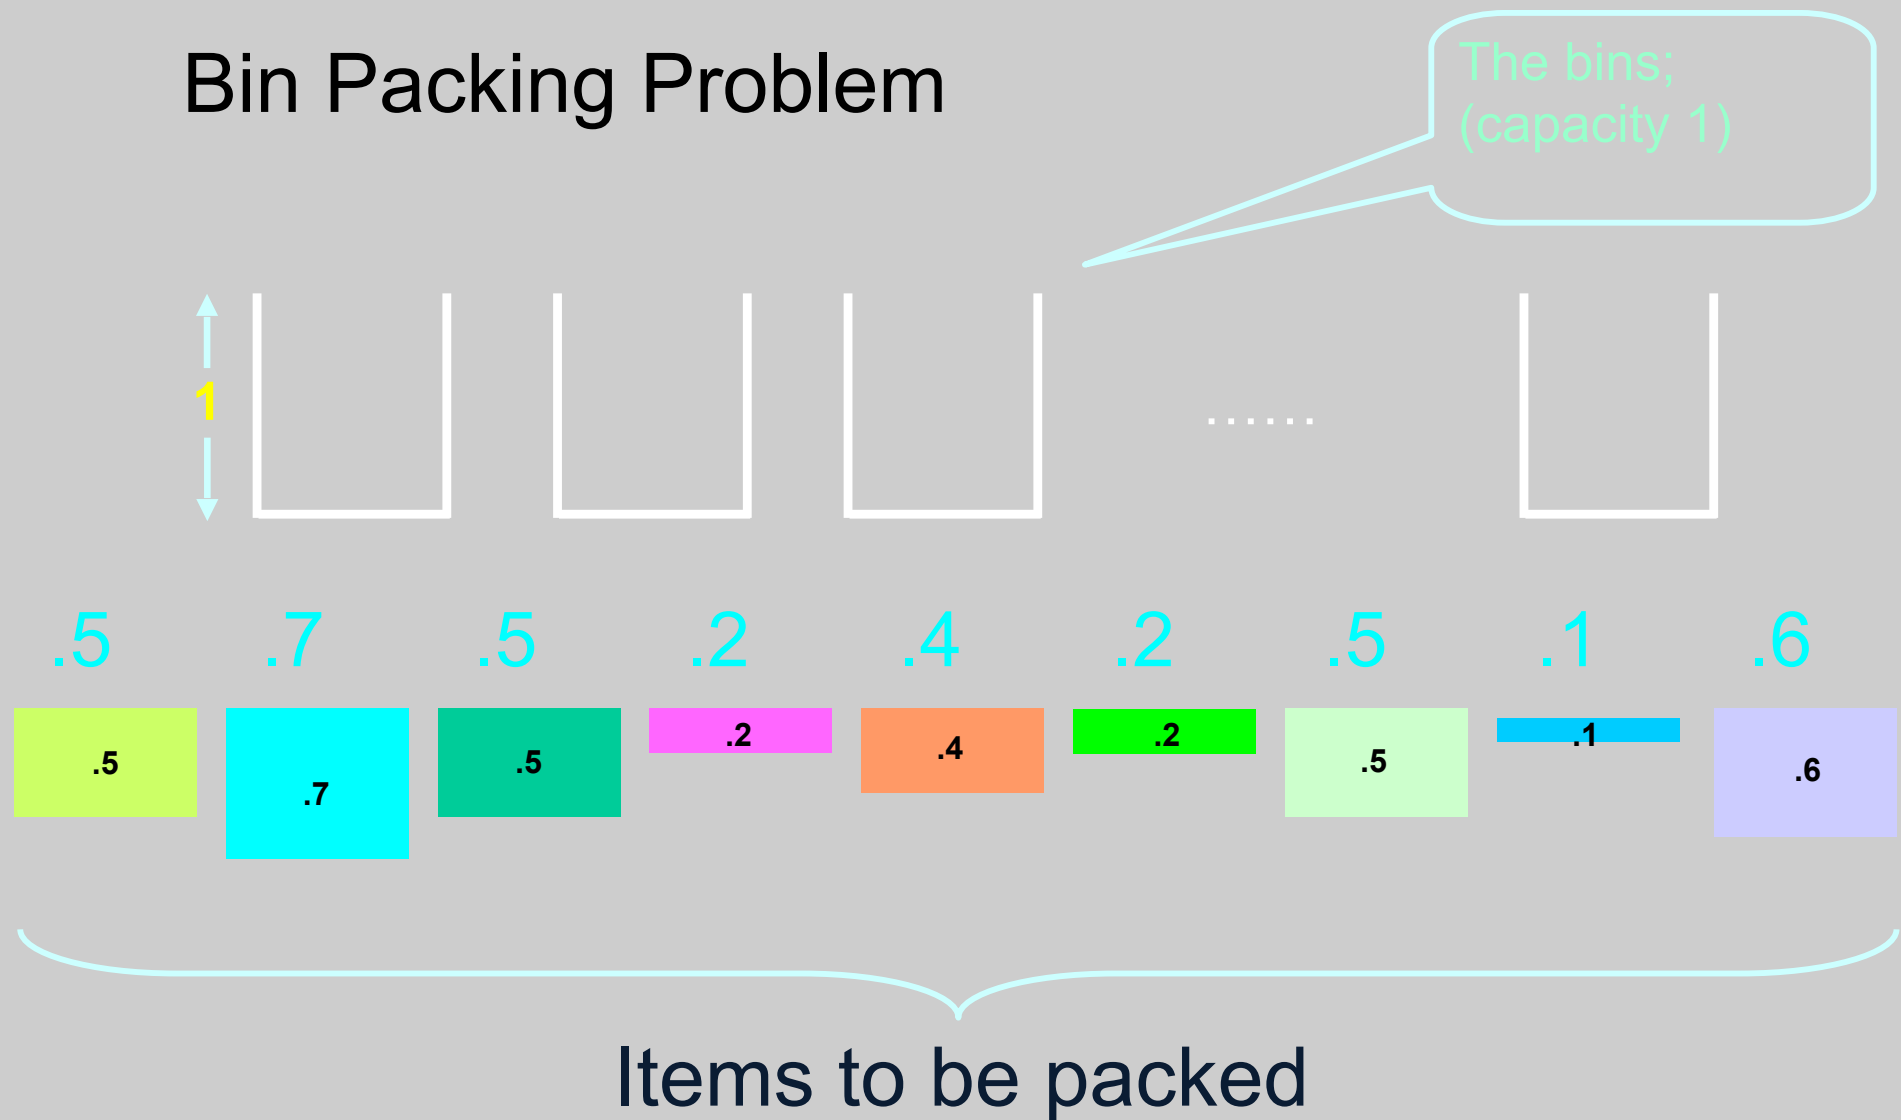 Bin Packing Problem
The bins;
(capacity 1)
1
......
.5 .7 .5 .2 .4 .2 .5 .1 .6
.5 .7 .5 .2 .4 .2 .5 .1 .6
Items to be packed